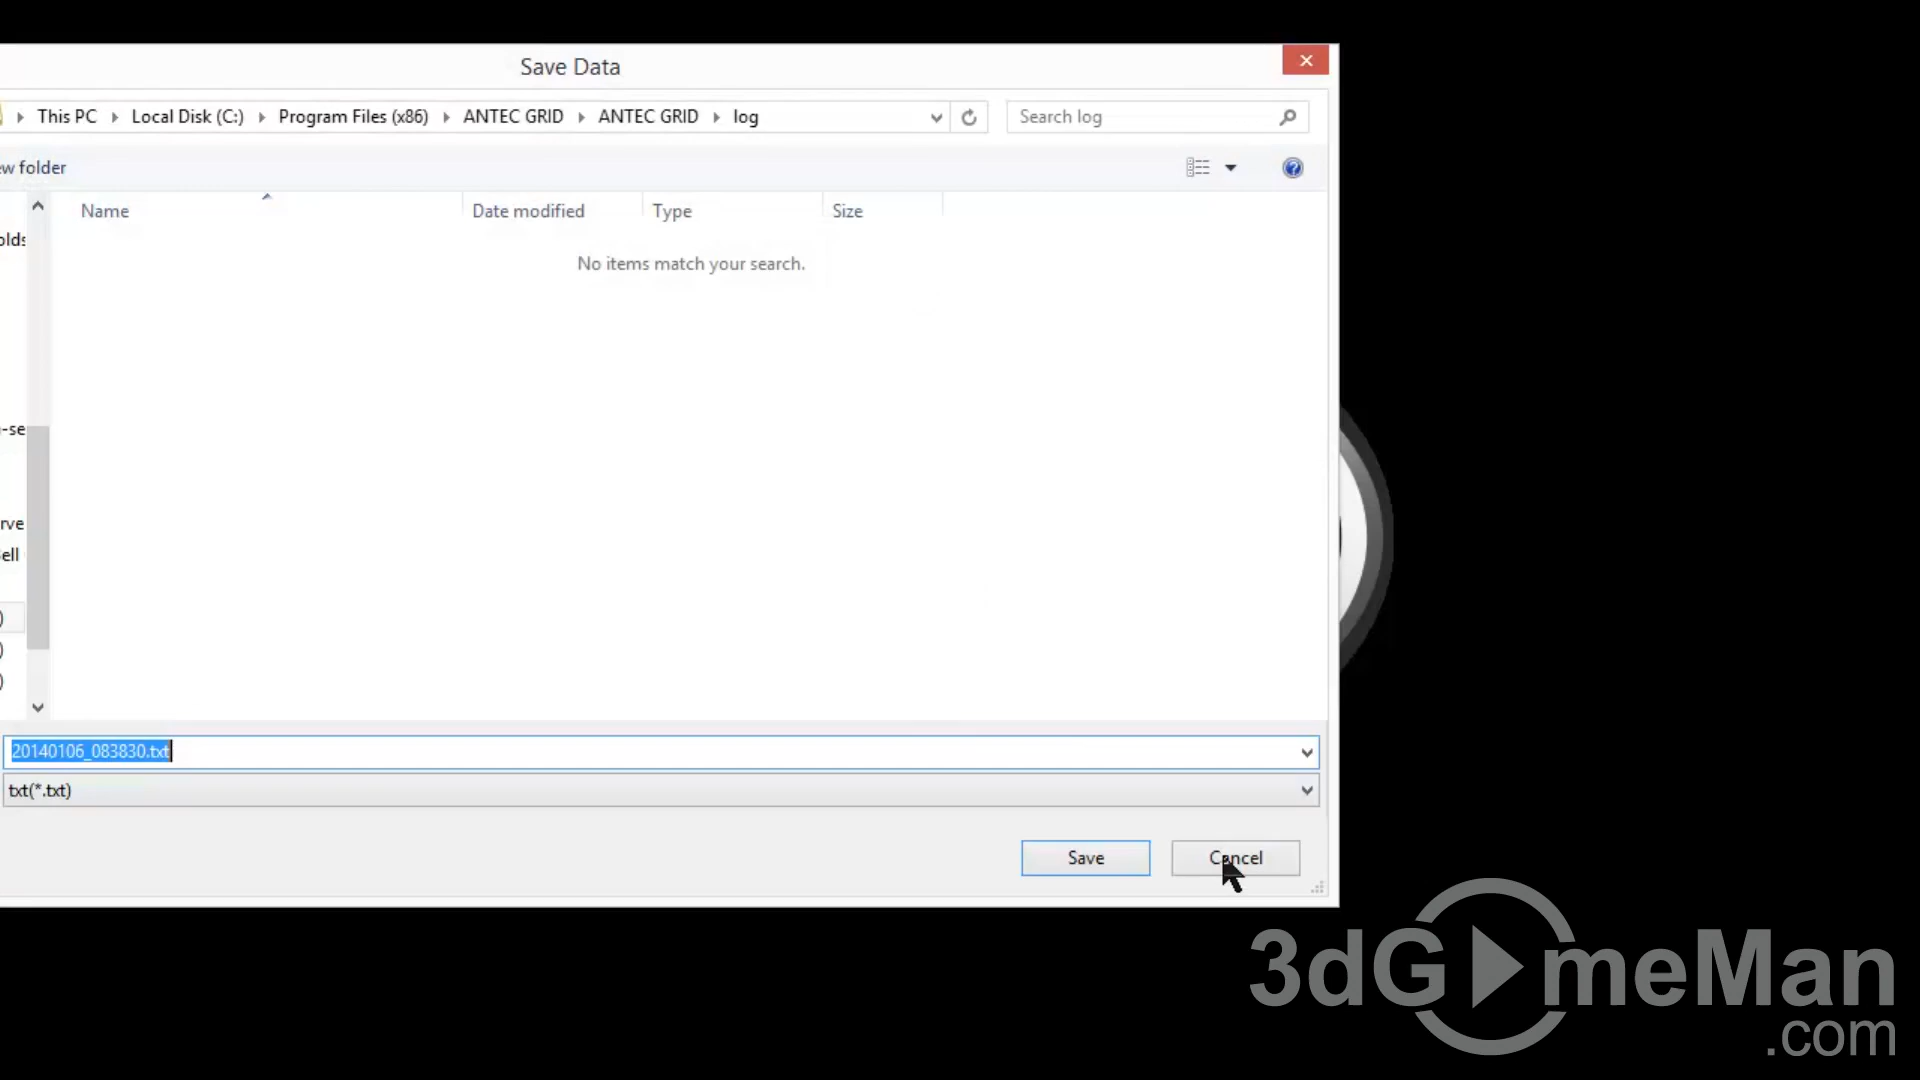 Save Data
This PC Local Disk (C:) Program Files (x86) ANTEC GRID ANTEC GRID log
Search log
ew folder
Name Date modified Type Size
No items match your search.
olds
-se
rve
ell
)
)
)
20140106_083830.txt
txt(*.txt)
Save Cancel
3dGameMan
.com